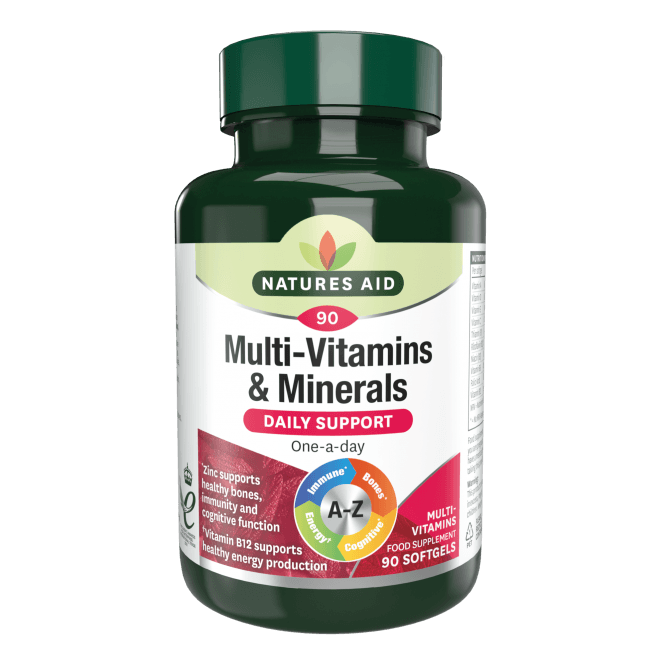 NATURES AID
90
Multi-Vitamins
& Minerals
DAILY SUPPORT
One-a-day
*Zinc supports
healthy bones,
immunity and
cognitive function
†Vitamin B12 supports
healthy energy production
Immune*
Bones*
Cognitive*
Energy†
A-Z
MULTI-
VITAMINS
FOOD SUPPLEMENT
90 SOFTGELS
PET